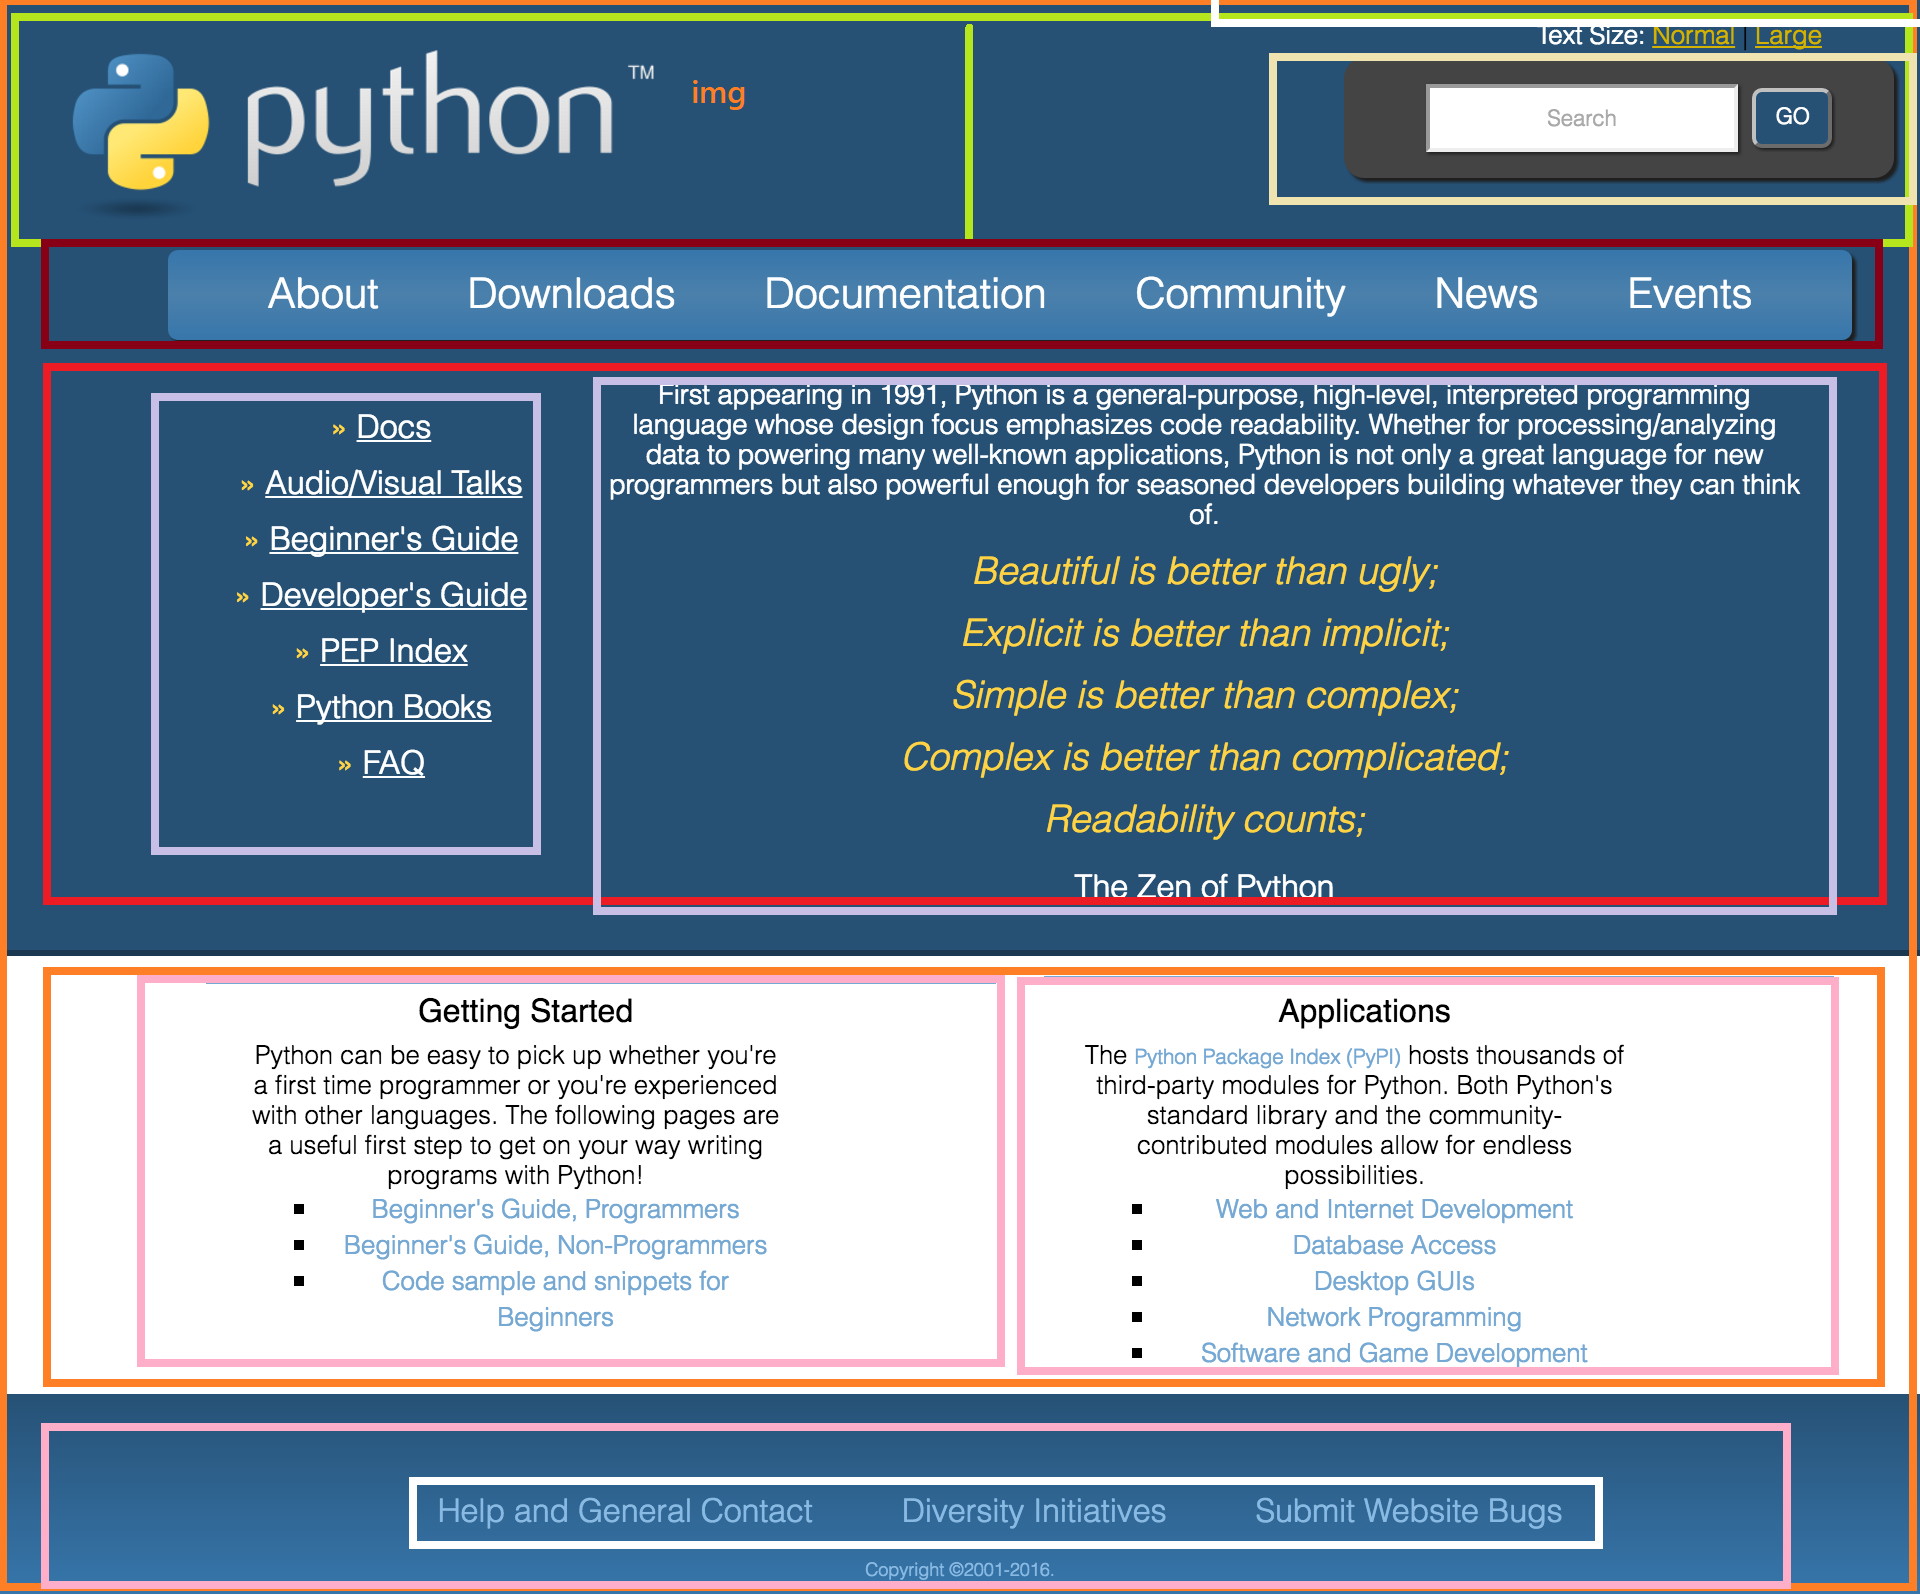 Text Size: Normal | Large
python TM
img
Search
GO
About Downloads Documentation Community News Events
» Docs
» Audio/Visual Talks
» Beginner's Guide
» Developer's Guide
» PEP Index
» Python Books
» FAQ
First appearing in 1991, Python is a general-purpose, high-level, interpreted programming
language whose design focus emphasizes code readability. Whether for processing/analyzing
data to powering many well-known applications, Python is not only a great language for new
programmers but also powerful enough for seasoned developers building whatever they can think
of.
Beautiful is better than ugly;
Explicit is better than implicit;
Simple is better than complex;
Complex is better than complicated;
Readability counts;
The Zen of Python
Getting Started
Python can be easy to pick up whether you're
a first time programmer or you're experienced
with other languages. The following pages are
a useful first step to get on your way writing
programs with Python!
Beginner's Guide, Programmers
Beginner's Guide, Non-Programmers
Code sample and snippets for
Beginners
Applications
The Python Package Index (PyPI) hosts thousands of
third-party modules for Python. Both Python's
standard library and the community-
contributed modules allow for endless
possibilities.
Web and Internet Development
Database Access
Desktop GUIs
Network Programming
Software and Game Development
Help and General Contact Diversity Initiatives Submit Website Bugs
Copyright ©2001-2016.